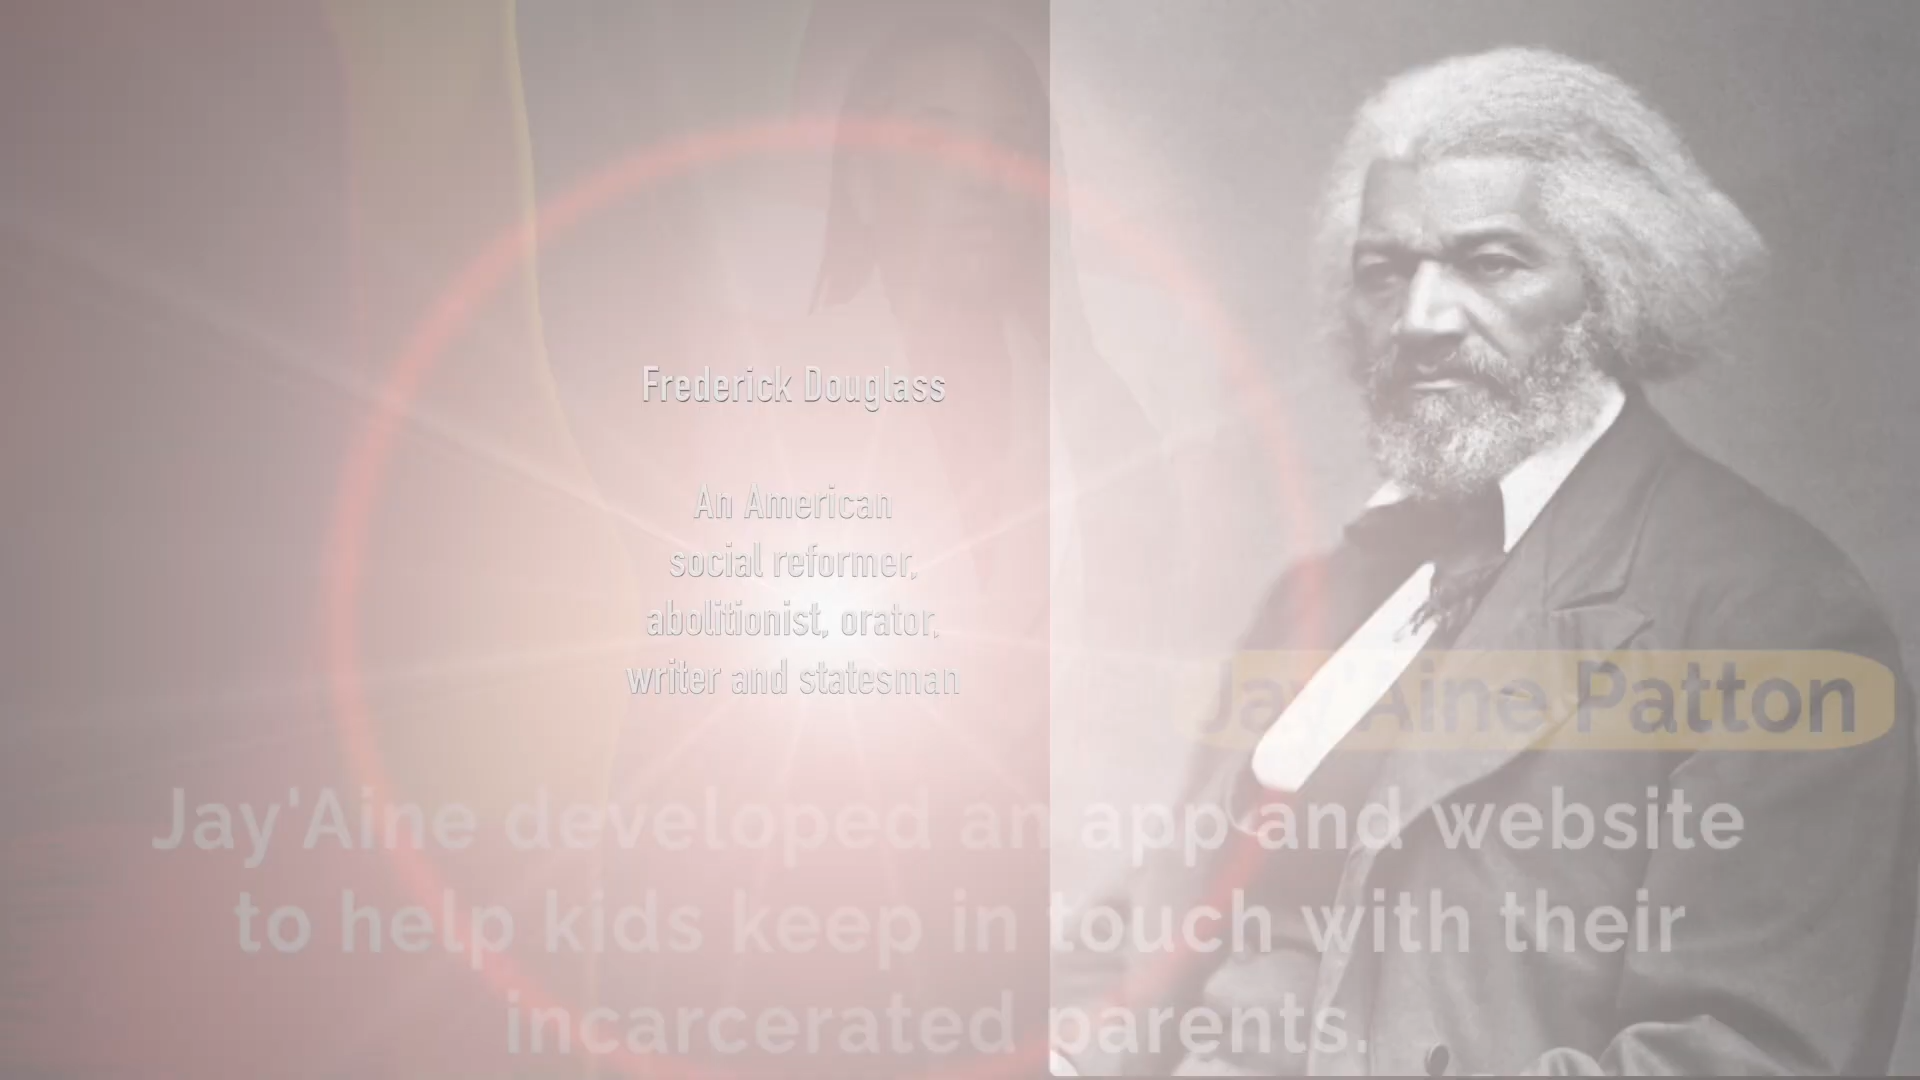 Frederick Douglass
An American
social reformer,
abolitionist, orator,
writer and statesman
Jay'Aine Patton
Jay'Aine developed an app and website
to help kids keep in touch with their
incarcerated parents.